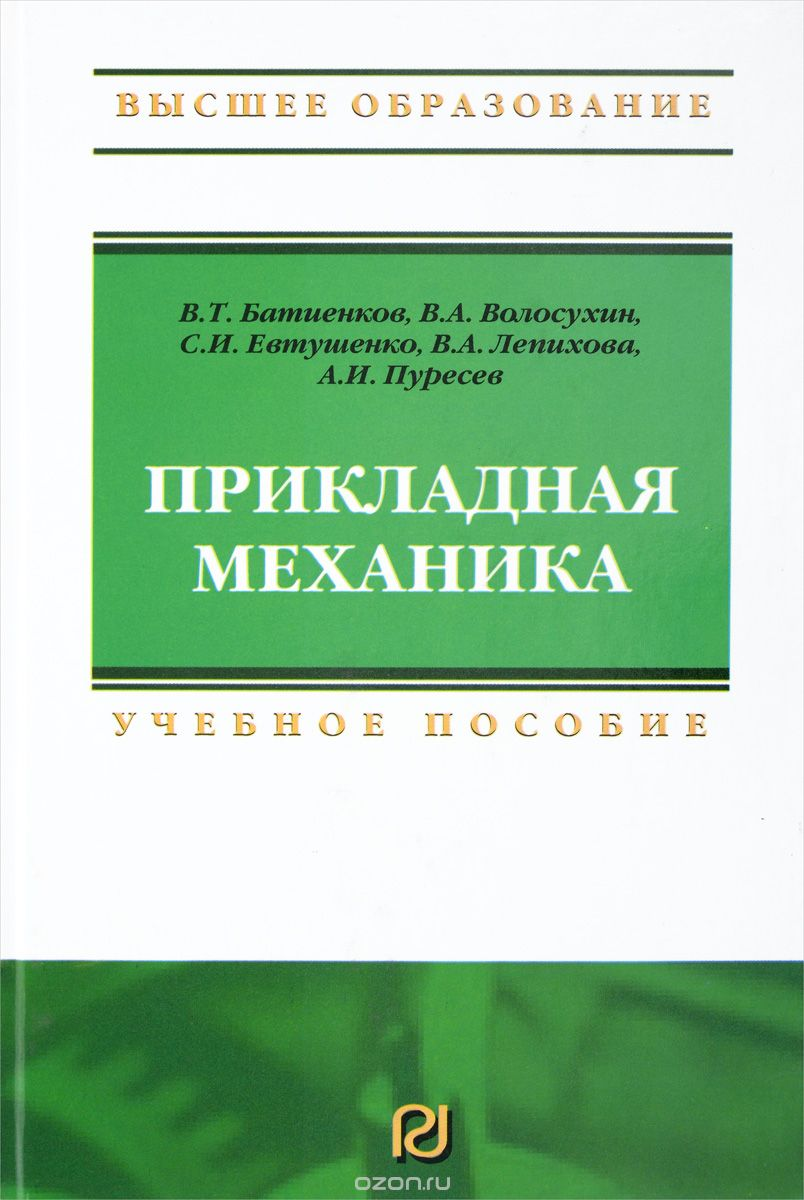 ВЫСШЕЕ ОБРАЗОВАНИЕ
В.Т. Батиенков, В.А. Волосухин,
С.И. Евтушенко, В.А. Лепихова,
А.И. Пуресев
ПРИКЛАДНАЯ
МЕХАНИКА
УЧЕБНОЕ ПОСОБИЕ
ozon.ru